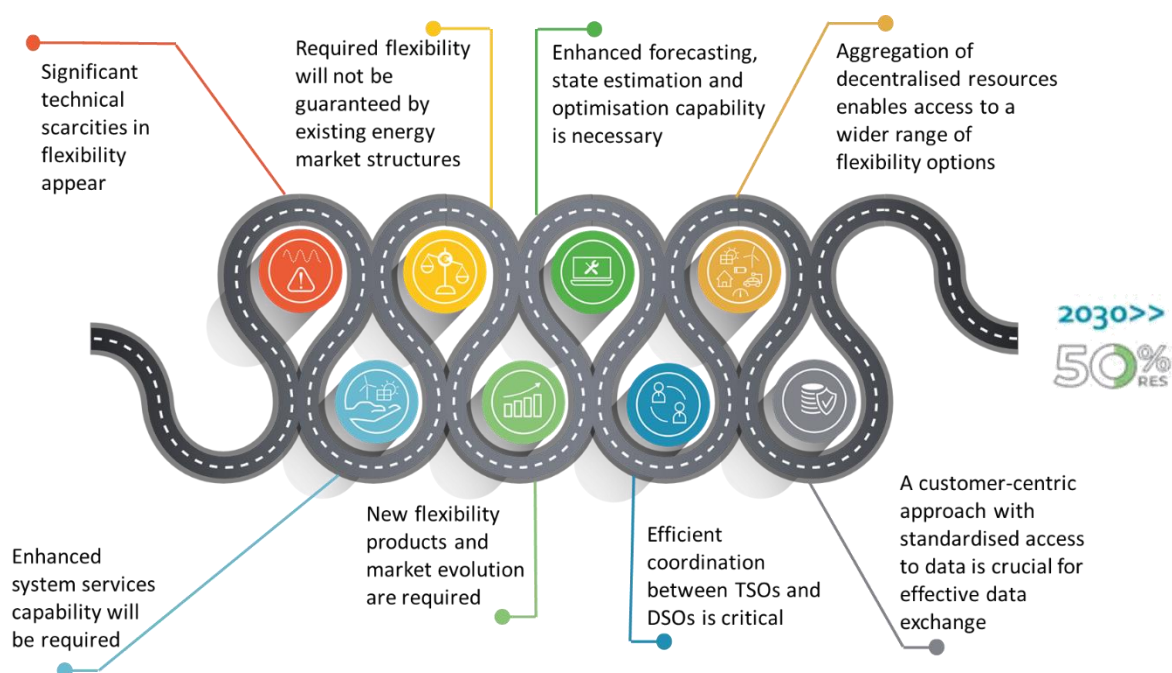 Significant
technical
scarcities in
flexibility
appear
Required flexibility
will not be
guaranteed by
existing energy
market structures
Enhanced forecasting,
state estimation and
optimisation capability
is necessary
Aggregation of
decentralised resources
enables access to a
wider range of
flexibility options
2030>>
50%
RES
Enhanced
system services
capability will
be required
New flexibility
products and
market evolution
are required
Efficient
coordination
between TSOs and
DSOs is critical
A customer-centric
approach with
standardised access
to data is crucial for
effective data
exchange